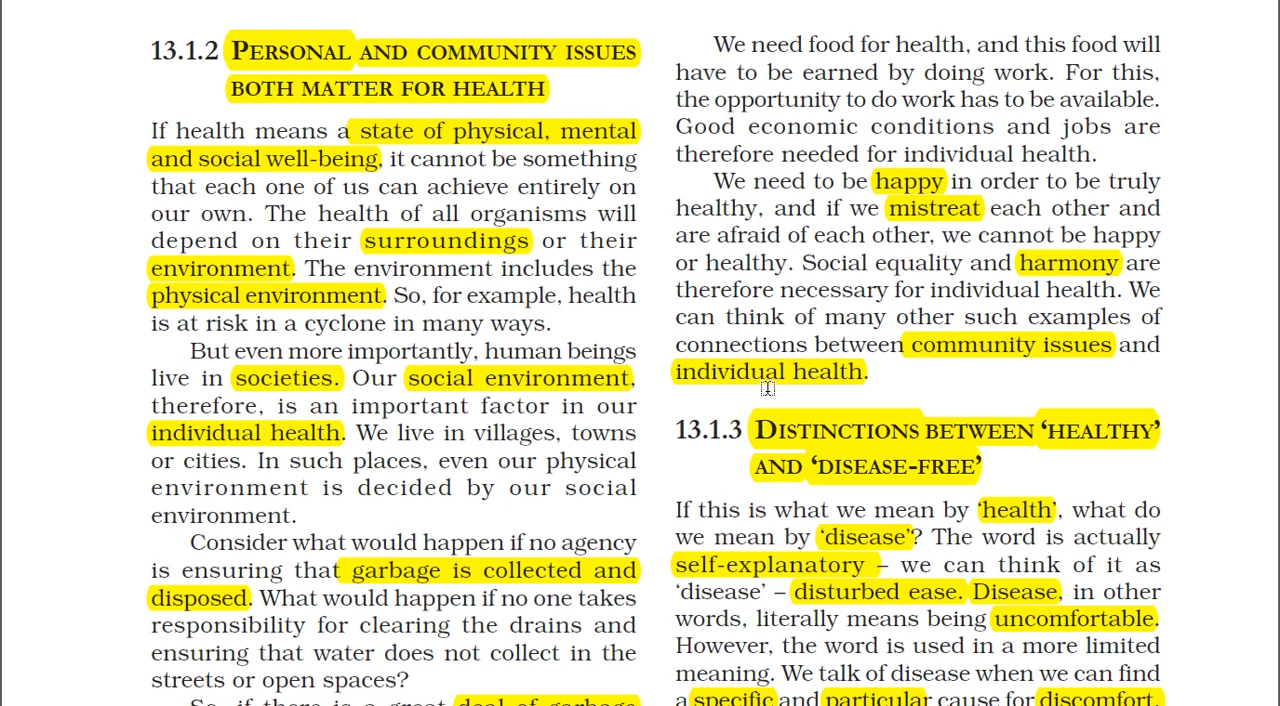 13.1.2 PERSONAL AND COMMUNITY ISSUES
BOTH MATTER FOR HEALTH
If health means a state of physical, mental
and social well-being, it cannot be something
that each one of us can achieve entirely on
our own. The health of all organisms will
depend on their surroundings or their
environment. The environment includes the
physical environment. So, for example, health
is at risk in a cyclone in many ways.
But even more importantly, human beings
live in societies. Our social environment,
therefore, is an important factor in our
individual health. We live in villages, towns
or cities. In such places, even our physical
environment is decided by our social
environment.
Consider what would happen if no agency
is ensuring that garbage is collected and
disposed. What would happen if no one takes
responsibility for clearing the drains and
ensuring that water does not collect in the
streets or open spaces?
So, if there is a great deal of garbage
We need food for health, and this food will
have to be earned by doing work. For this,
the opportunity to do work has to be available.
Good economic conditions and jobs are
therefore needed for individual health.
We need to be happy in order to be truly
healthy, and if we mistreat each other and
are afraid of each other, we cannot be happy
or healthy. Social equality and harmony are
therefore necessary for individual health. We
can think of many other such examples of
connections between community issues and
individual health.
13.1.3 DISTINCTIONS BETWEEN ‘HEALTHY’
AND ‘DISEASE-FREE’
If this is what we mean by ‘health’, what do
we mean by ‘disease’? The word is actually
self-explanatory – we can think of it as
‘disease’ – disturbed ease. Disease, in other
words, literally means being uncomfortable.
However, the word is used in a more limited
meaning. We talk of disease when we can find
a specific and particular cause for discomfort.